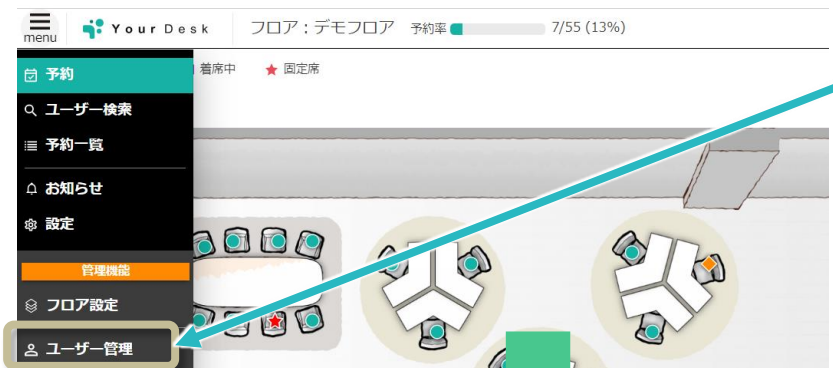 menu
Your Desk
フロア：デモフロア 予約率 7/55 (13%)
予約
着席中
固定席
ユーザー検索
予約一覧
お知らせ
設定
管理機能
フロア設定
ユーザー管理